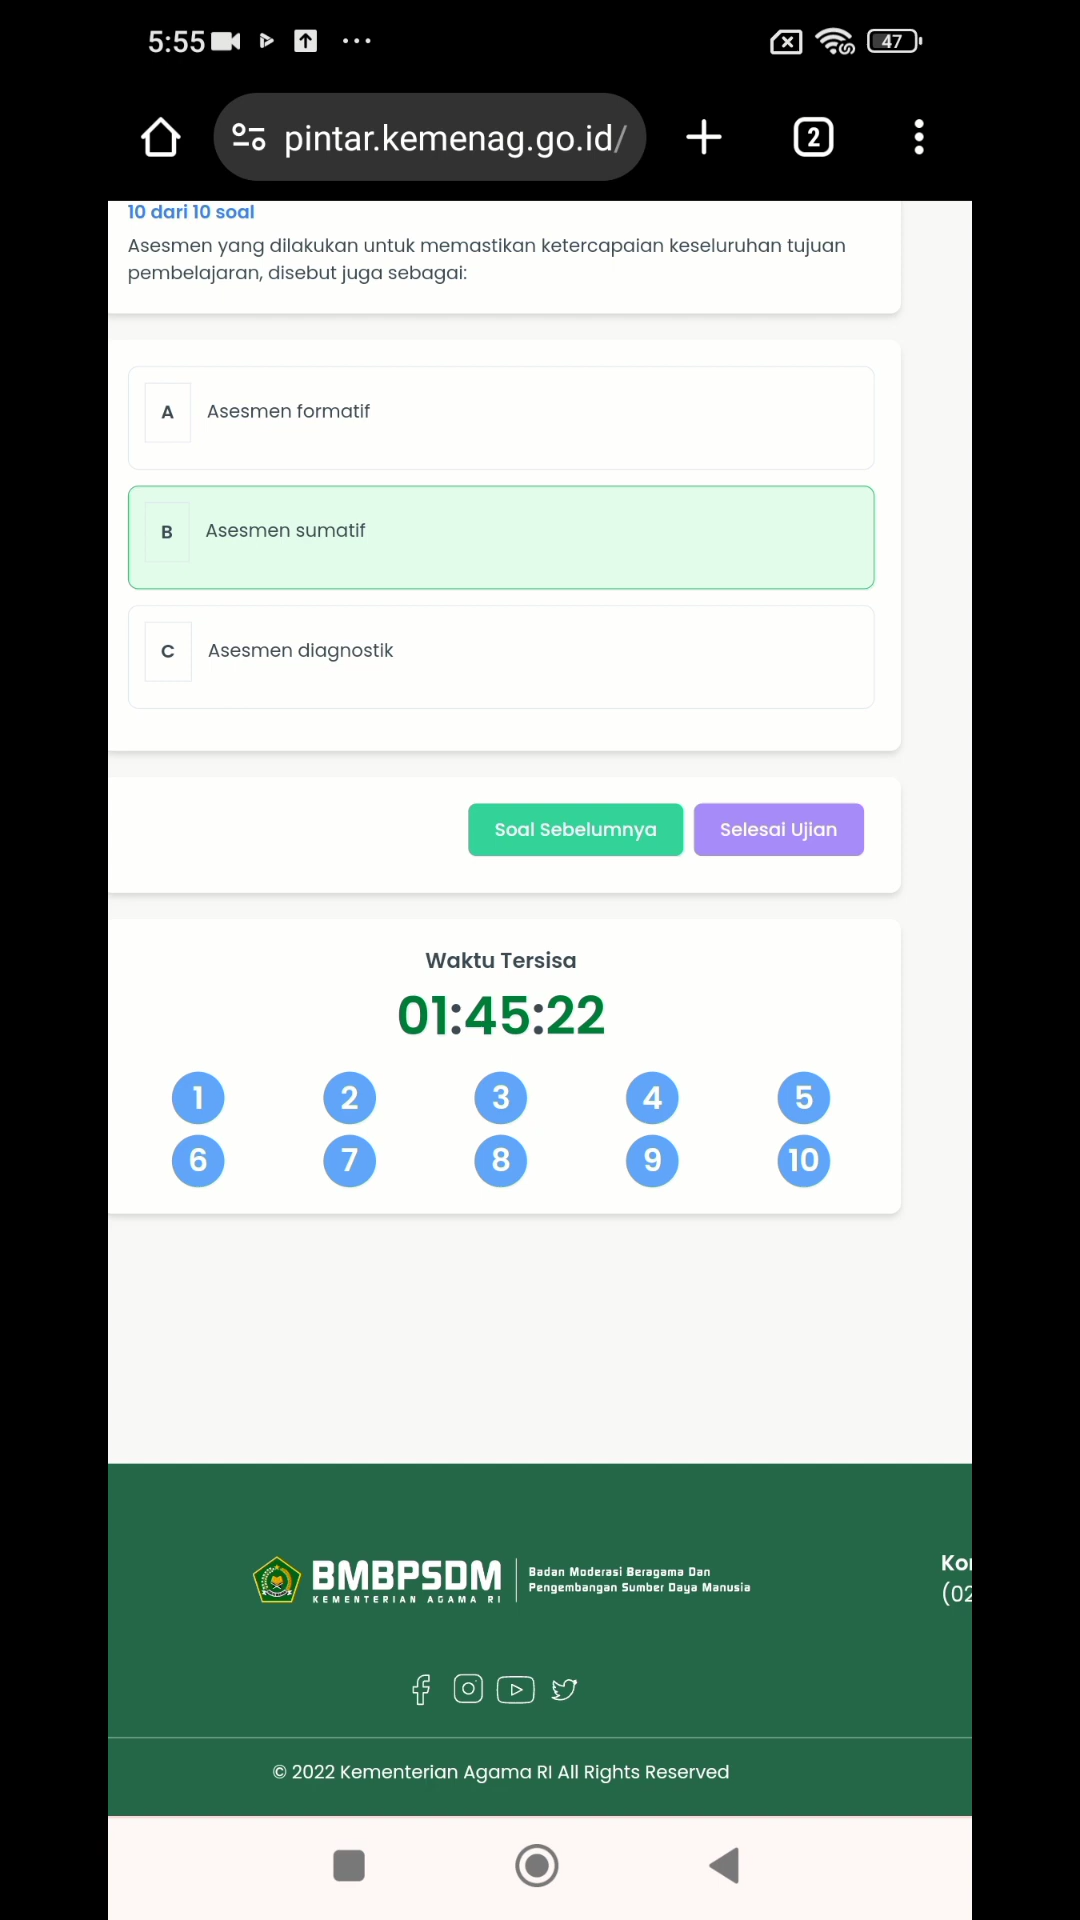 5:55
47
pintar.kemenag.go.id/
2
10 dari 10 soal
Asesmen yang dilakukan untuk memastikan ketercapaian keseluruhan tujuan
pembelajaran, disebut juga sebagai:
A Asesmen formatif
B Asesmen sumatif
C Asesmen diagnostik
Soal Sebelumnya Selesai Ujian
Waktu Tersisa
01:45:22
1 2 3 4 5
6 7 8 9 10
BMBPSDM
KEMENTERIAN AGAMA RI
Badan Moderasi Beragama Dan
Pengembangan Sumber Daya Manusia
Kor
(02
© 2022 Kementerian Agama RI All Rights Reserved